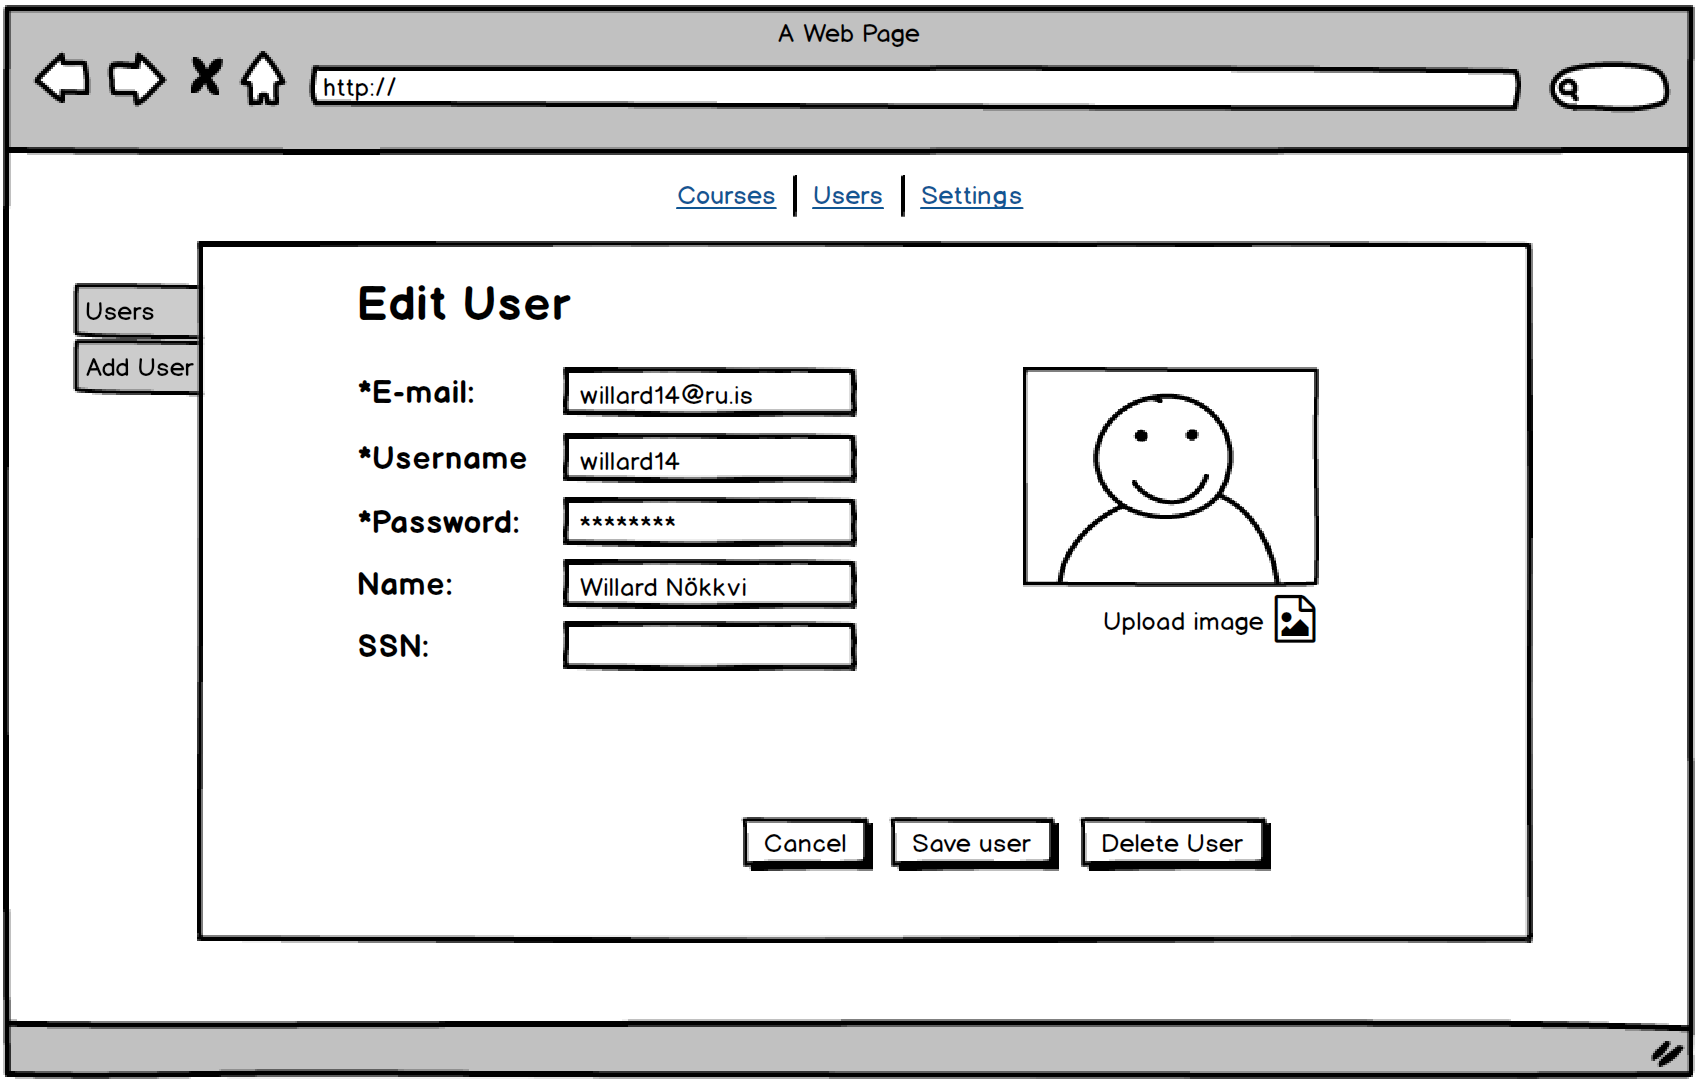 A Web Page
http://
Courses Users Settings
Users
Add User
Edit User
*E-mail: willard14@ru.is
*Username willard14
*Password: ********
Name: Willard Nökkvi
SSN:
Upload image
Cancel Save user Delete User